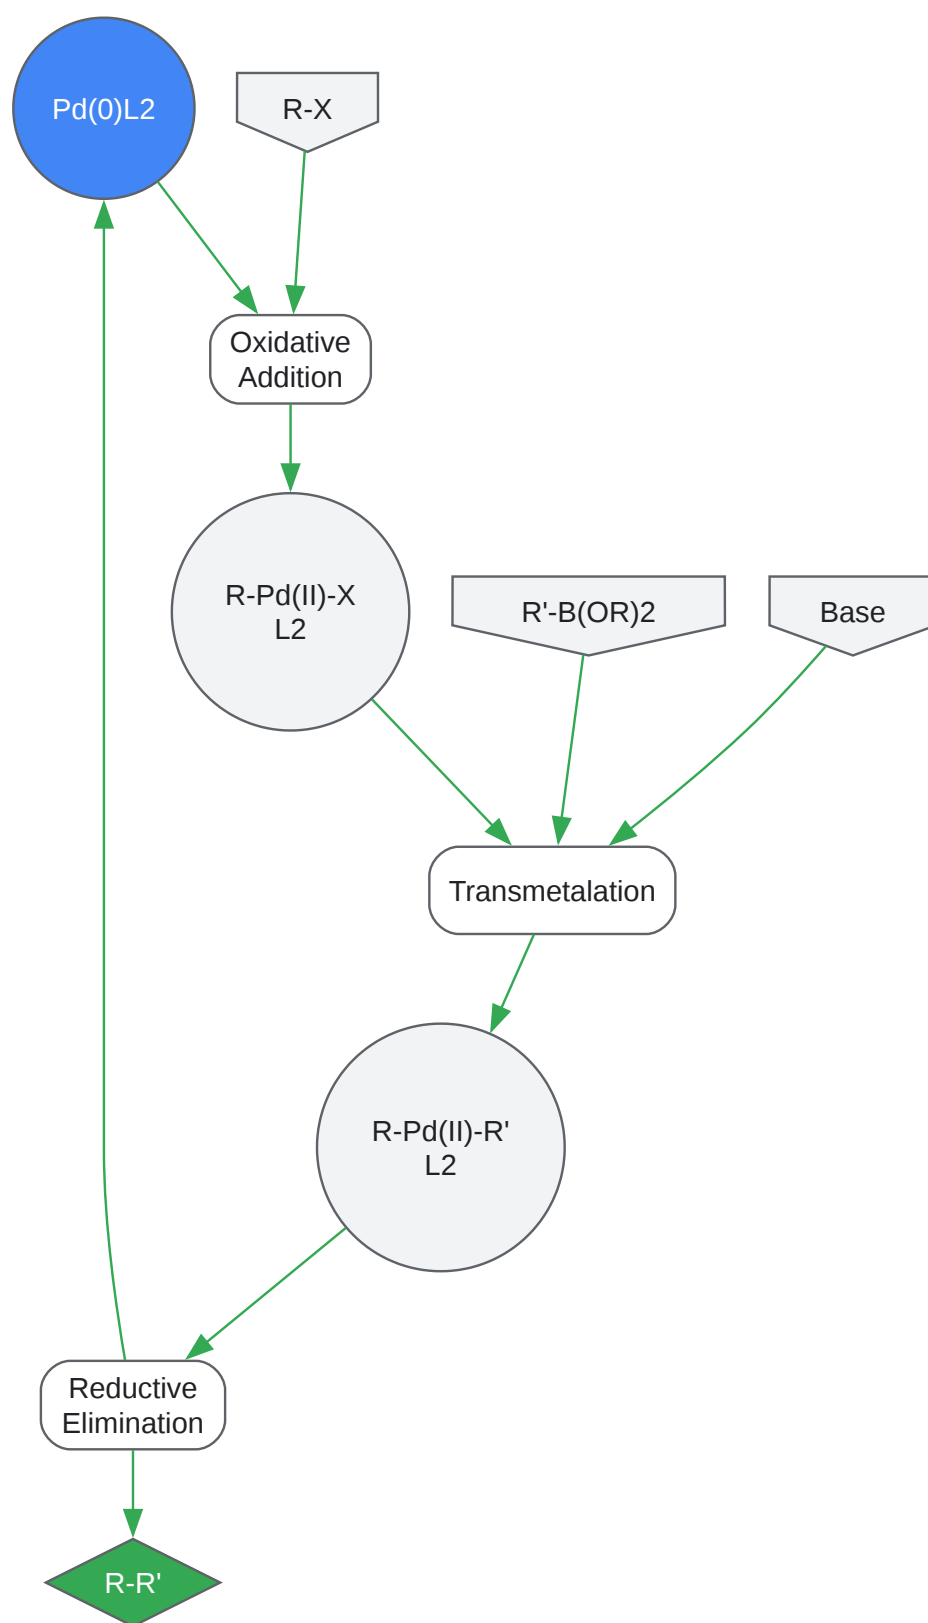 Pd(0)L2
R-X
Oxidative
Addition
R-Pd(II)-X
L2
R'-B(OR)2
Base
Transmetalation
R-Pd(II)-R'
L2
Reductive
Elimination
R-R'